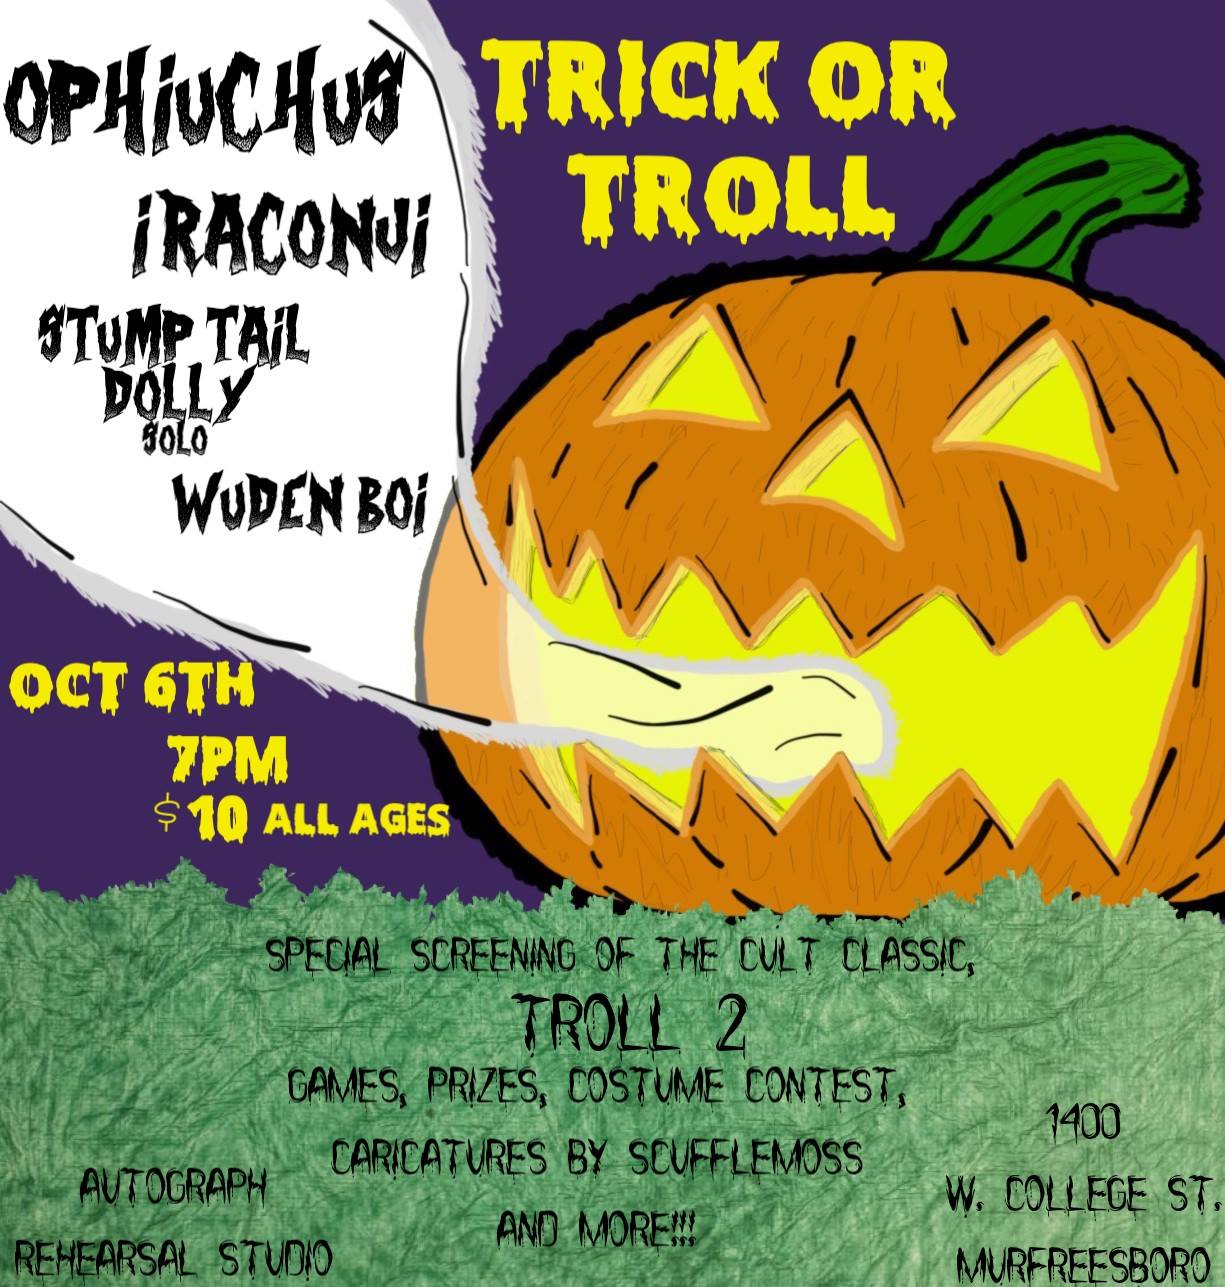 TRICK OR
TROLL
OPHiUCHUS
iRACONJi
STUMP TAiL
DOLLY
SOLO
WUDEN BOi
OCT 6TH
7PM
$10 ALL AGES
SPECIAL SCREENING OF THE CULT CLASSIC,
TROLL 2
GAMES, PRIZES, COSTUME CONTEST,
CARICATURES BY SCUFFLEMOSS
AND MORE!!!
AUTOGRAPH
REHEARSAL STUDIO
1400
W. COLLEGE ST.
MURFREESBORO